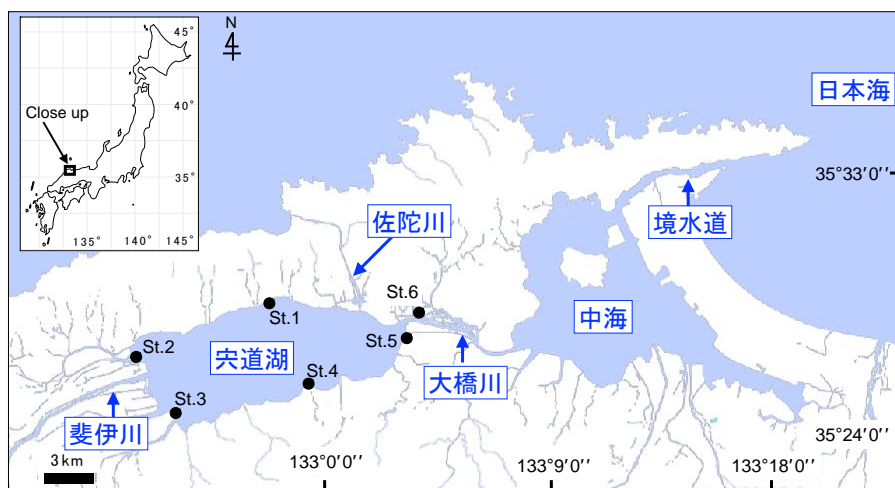 N
45°
40°
35°
Close up
135°
140°
145°
日本海
35°33′0′′
境水道
佐陀川
St.6
St.1
中海
St.5
St.2
宍道湖
St.4
大橋川
St.3
斐伊川
35°24′0′′
3km
133°0′0′′
133°9′0′′
133°18′0′′